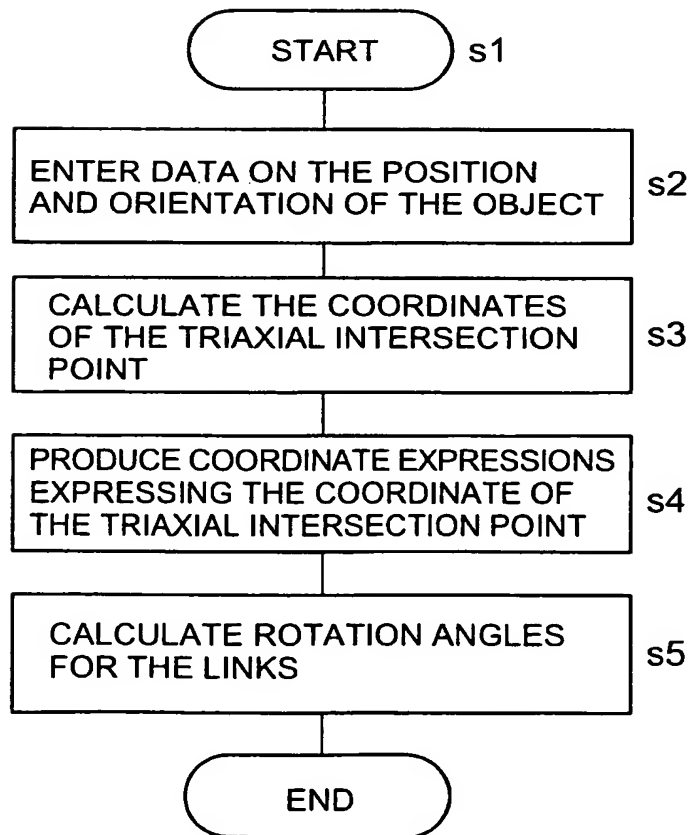 START s1
ENTER DATA ON THE POSITION
AND ORIENTATION OF THE OBJECT
s2
CALCULATE THE COORDINATES
OF THE TRIAXIAL INTERSECTION
POINT
s3
PRODUCE COORDINATE EXPRESSIONS
EXPRESSING THE COORDINATE OF
THE TRIAXIAL INTERSECTION POINT
s4
CALCULATE ROTATION ANGLES
FOR THE LINKS
s5
END